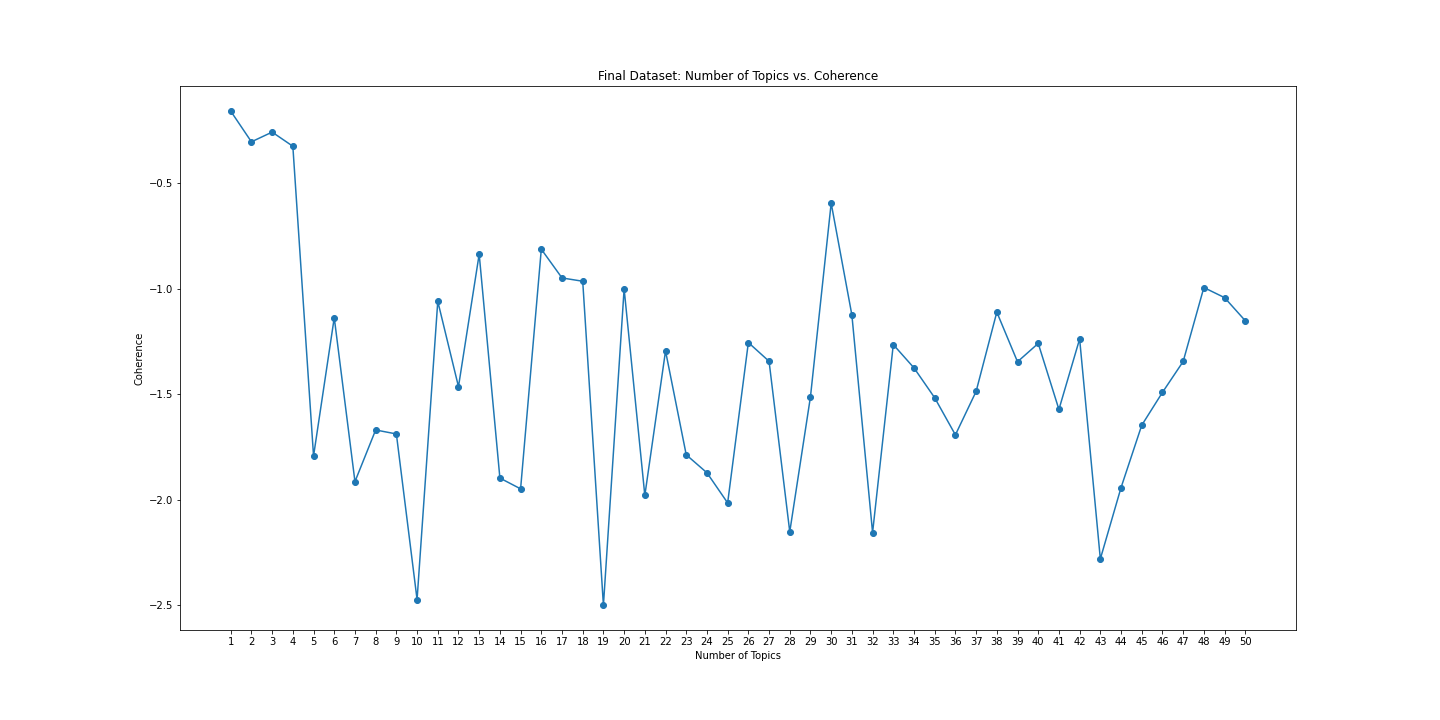 Final Dataset: Number of Topics vs. Coherence
Coherence
−0.5
−1.0
−1.5
−2.0
−2.5
1 2 3 4 5 6 7 8 9 10 11 12 13 14 15 16 17 18 19 20 21 22 23 24 25 26 27 28 29 30 31 32 33 34 35 36 37 38 39 40 41 42 43 44 45 46 47 48 49 50
Number of Topics